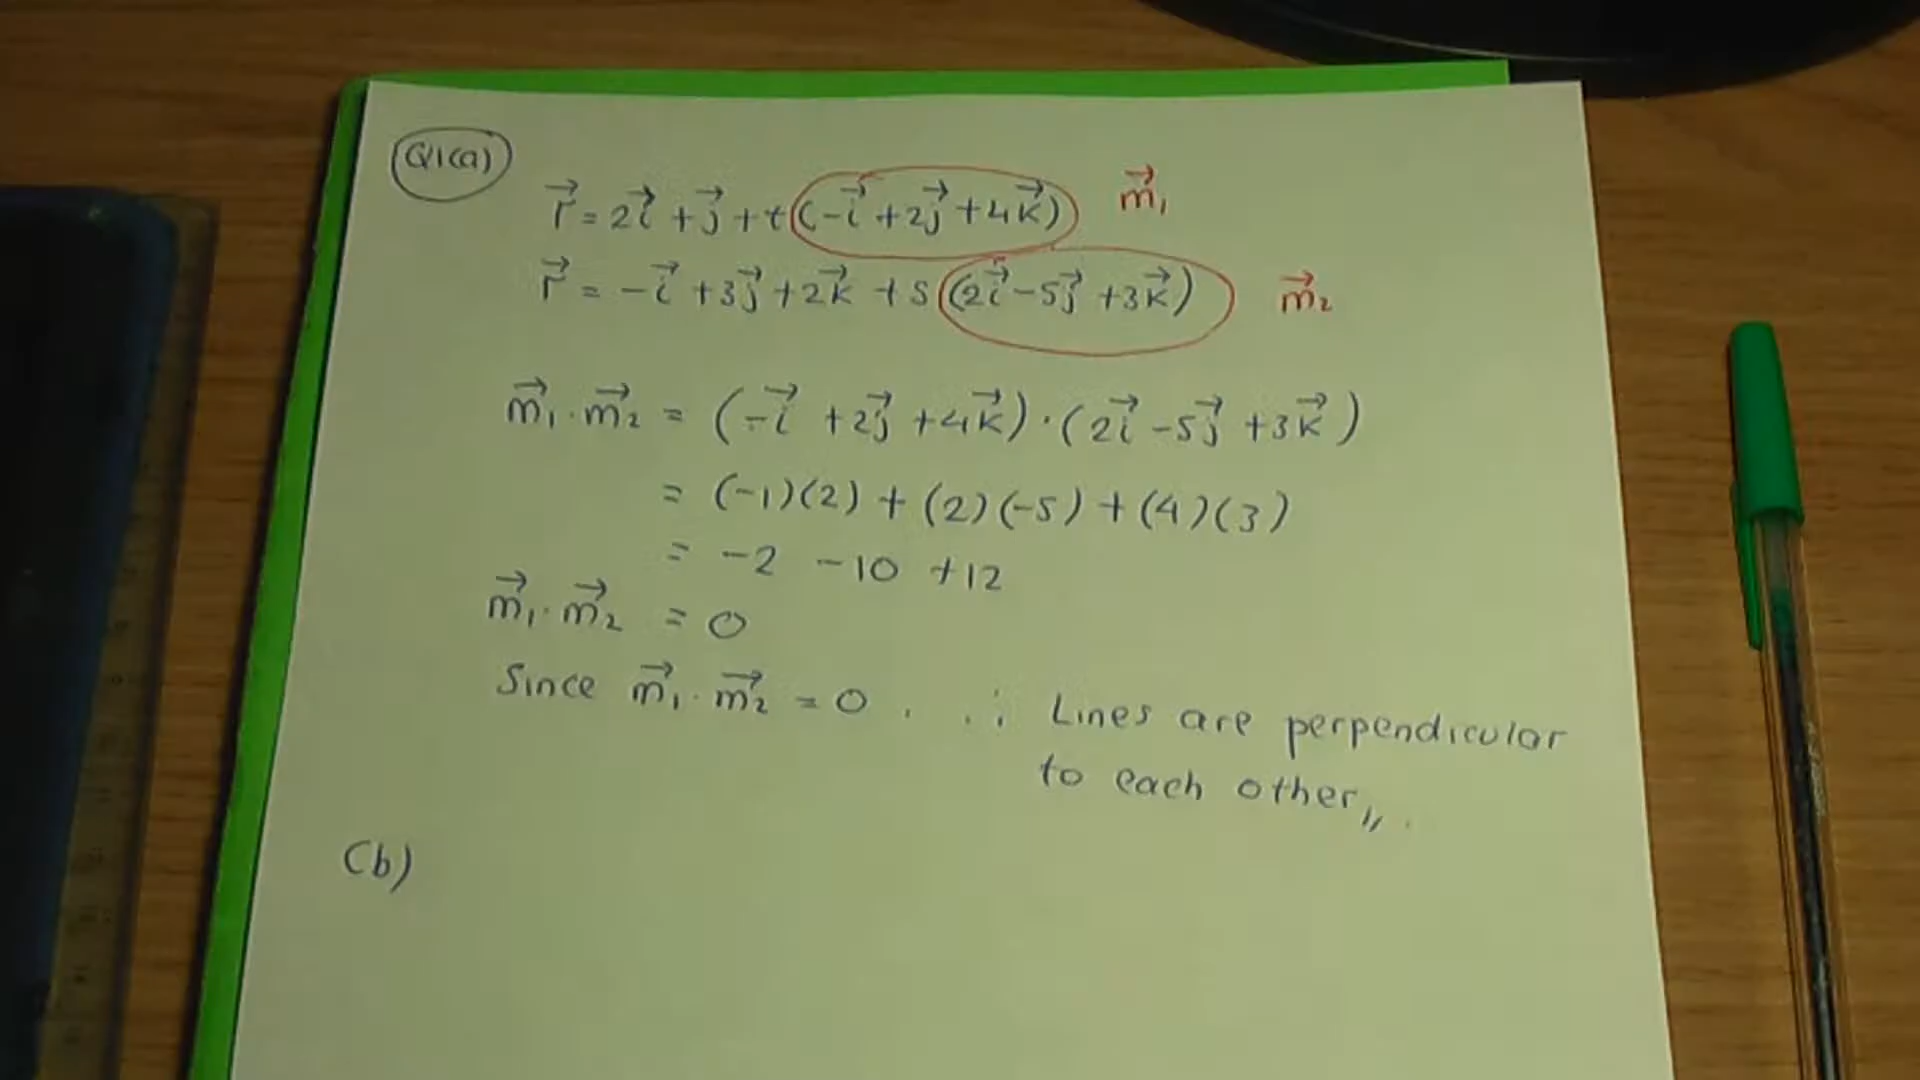 Q1(a)
r⃗ = 2i⃗ + j⃗ + t(-i⃗ + 2j⃗ + 4k⃗) m⃗₁
r⃗ = -i⃗ + 3j⃗ + 2k⃗ + s(2i⃗ - 5j⃗ + 3k⃗) m⃗₂
m⃗₁ . m⃗₂ = (-i⃗ + 2j⃗ + 4k⃗) . (2i⃗ - 5j⃗ + 3k⃗)
= (-1)(2) + (2)(-5) + (4)(3)
= -2 -10 +12
m⃗₁ . m⃗₂ = 0
Since m⃗₁ . m⃗₂ = 0 . ∴ Lines are perpendicular
to each other,,.
(b)